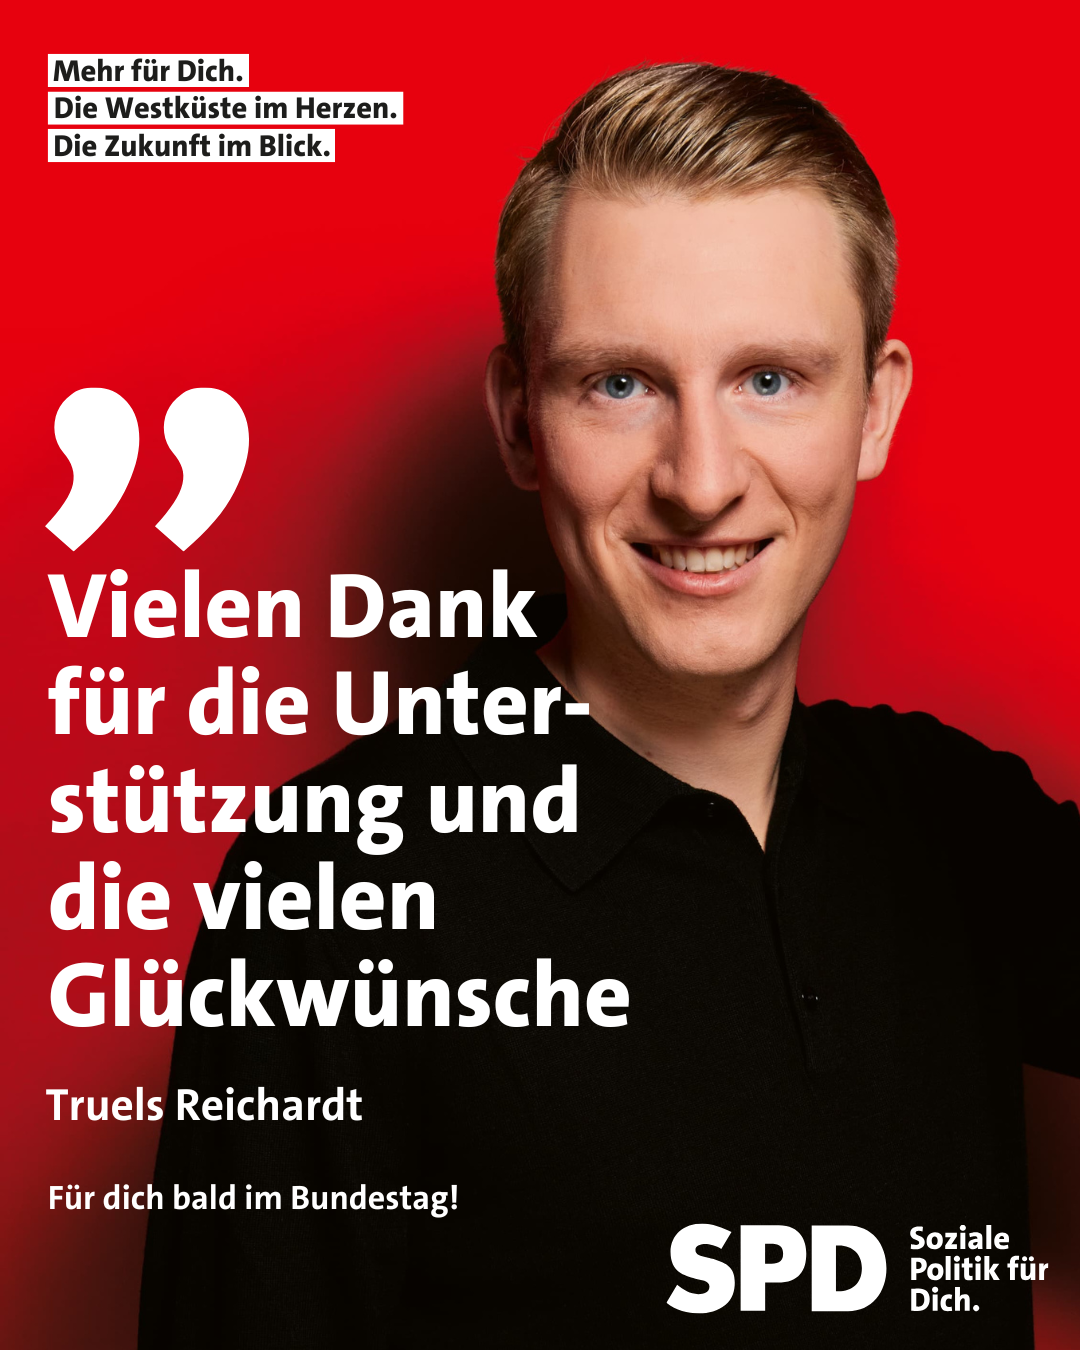 Mehr für Dich.
Die Westküste im Herzen.
Die Zukunft im Blick.
”
Vielen Dank
für die Unter-
stützung und
die vielen
Glückwünsche
Truels Reichardt
Für dich bald im Bundestag!
SPD
Soziale
Politik für
Dich.